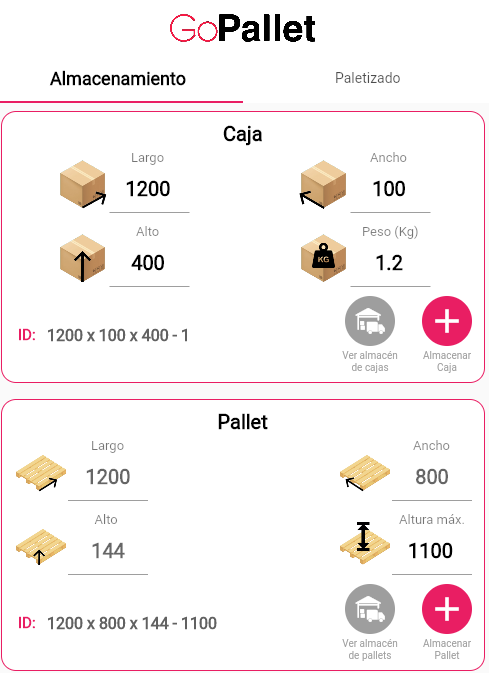 GoPallet
Almacenamiento
Paletizado
Caja
Largo
1200
Ancho
100
Alto
400
Peso (Kg)
KG
1.2
ID: 1200 x 100 x 400 - 1
Ver almacén
de cajas
Almacenar
Caja
Pallet
Largo
1200
Ancho
800
Alto
144
Altura máx.
1100
ID: 1200 x 800 x 144 - 1100
Ver almacén
de pallets
Almacenar
Pallet